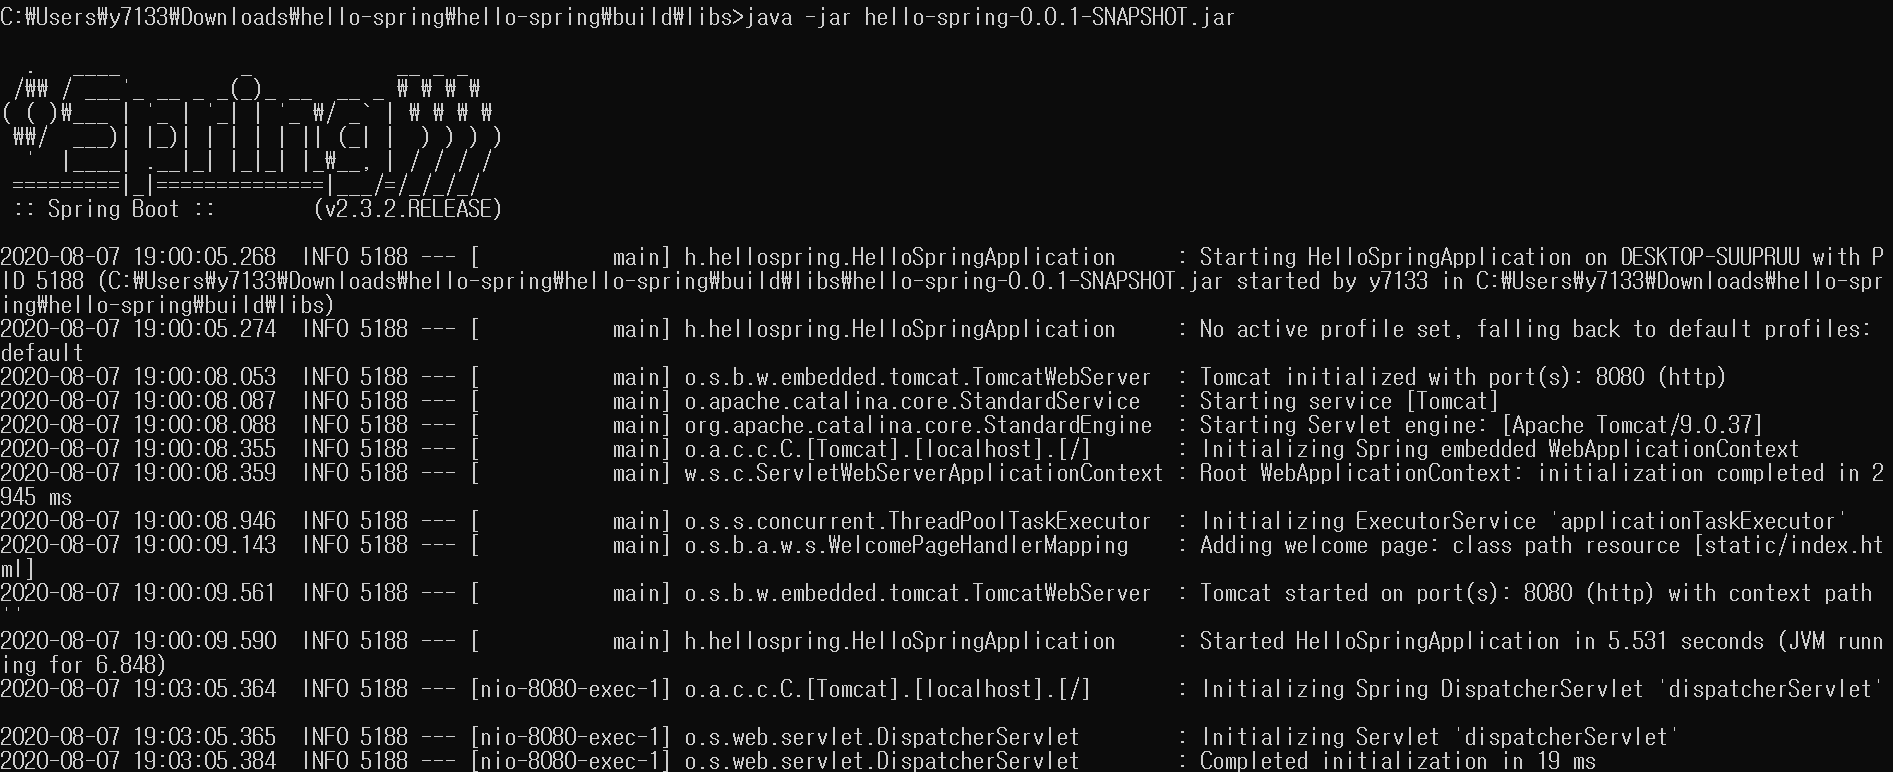 C:₩Users₩y7133₩Downloads₩hello-spring₩hello-spring₩build₩libs>java -jar hello-spring-0.0.1-SNAPSHOT.jar
  .   ____          _            __ _ _
 /₩₩ / ___'_ __ _ _(_)_ __  __ _ ₩ ₩ ₩ ₩
( ( )₩___ | '_ | '_| | '_ ₩/ _` | ₩ ₩ ₩ ₩
 ₩₩/  ___)| |_)| | | | | || (_| |  ) ) ) )
  '  |____| .__|_| |_|_| |_₩__, | / / / /
 =========|_|==============|___/=/_/_/_/
 :: Spring Boot ::        (v2.3.2.RELEASE)
2020-08-07 19:00:05.268  INFO 5188 --- [           main] h.hellospring.HelloSpringApplication     : Starting HelloSpringApplication on DESKTOP-SUUPRUU with P
ID 5188 (C:₩Users₩y7133₩Downloads₩hello-spring₩hello-spring₩build₩libs₩hello-spring-0.0.1-SNAPSHOT.jar started by y7133 in C:₩Users₩y7133₩Downloads₩hello-spr
ing₩hello-spring₩build₩libs)
2020-08-07 19:00:05.274  INFO 5188 --- [           main] h.hellospring.HelloSpringApplication     : No active profile set, falling back to default profiles:
default
2020-08-07 19:00:08.053  INFO 5188 --- [           main] o.s.b.w.embedded.tomcat.TomcatWebServer  : Tomcat initialized with port(s): 8080 (http)
2020-08-07 19:00:08.087  INFO 5188 --- [           main] o.apache.catalina.core.StandardService   : Starting service [Tomcat]
2020-08-07 19:00:08.088  INFO 5188 --- [           main] org.apache.catalina.core.StandardEngine  : Starting Servlet engine: [Apache Tomcat/9.0.37]
2020-08-07 19:00:08.355  INFO 5188 --- [           main] o.a.c.c.C.[Tomcat].[localhost].[/]       : Initializing Spring embedded WebApplicationContext
2020-08-07 19:00:08.359  INFO 5188 --- [           main] w.s.c.ServletWebServerApplicationContext : Root WebApplicationContext: initialization completed in 2
945 ms
2020-08-07 19:00:08.946  INFO 5188 --- [           main] o.s.s.concurrent.ThreadPoolTaskExecutor  : Initializing ExecutorService 'applicationTaskExecutor'
2020-08-07 19:00:09.143  INFO 5188 --- [           main] o.s.b.a.w.s.WelcomePageHandlerMapping    : Adding welcome page: class path resource [static/index.ht
ml]
2020-08-07 19:00:09.561  INFO 5188 --- [           main] o.s.b.w.embedded.tomcat.TomcatWebServer  : Tomcat started on port(s): 8080 (http) with context path
''
2020-08-07 19:00:09.590  INFO 5188 --- [           main] h.hellospring.HelloSpringApplication     : Started HelloSpringApplication in 5.531 seconds (JVM runn
ing for 6.848)
2020-08-07 19:03:05.364  INFO 5188 --- [nio-8080-exec-1] o.a.c.c.C.[Tomcat].[localhost].[/]       : Initializing Spring DispatcherServlet 'dispatcherServlet'
2020-08-07 19:03:05.365  INFO 5188 --- [nio-8080-exec-1] o.s.web.servlet.DispatcherServlet        : Initializing Servlet 'dispatcherServlet'
2020-08-07 19:03:05.384  INFO 5188 --- [nio-8080-exec-1] o.s.web.servlet.DispatcherServlet        : Completed initialization in 19 ms